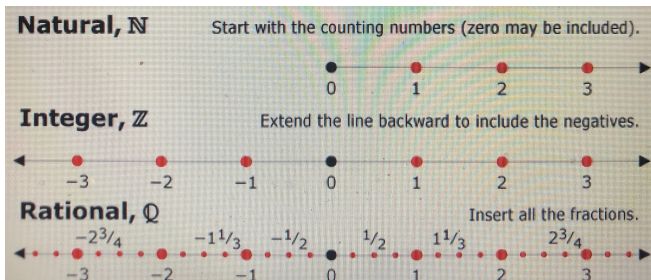 Natural, ℕ Start with the counting numbers (zero may be included).
0 1 2 3
Integer, ℤ Extend the line backward to include the negatives.
−3 −2 −1 0 1 2 3
Rational, ℚ Insert all the fractions.
−2¾ −1⅓ −½ ½ 1⅓ 2¾
−3 −2 −1 0 1 2 3